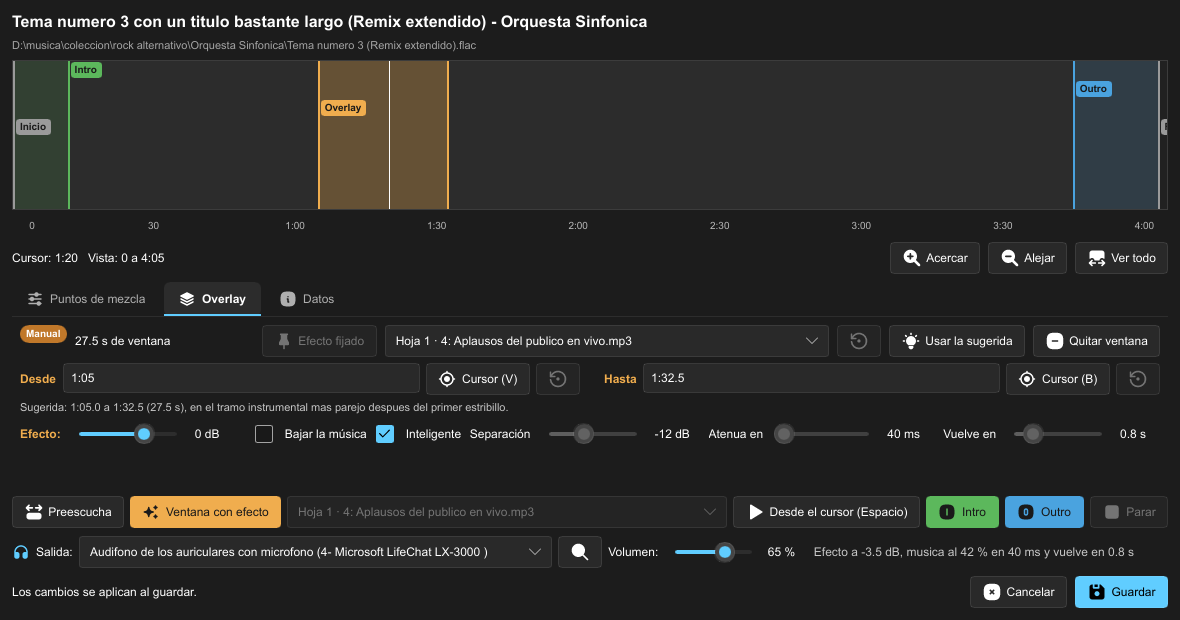 Tema numero 3 con un titulo bastante largo (Remix extendido) - Orquesta Sinfonica
D:\musica\coleccion\rock alternativo\Orquesta Sinfonica\Tema numero 3 (Remix extendido).flac
Intro
Outro
Overlay
Inicio
0 30 1:00 1:30 2:00 2:30 3:00 3:30 4:00
Cursor: 1:20 Vista: 0 a 4:05 Acercar Alejar Ver todo
Puntos de mezcla Overlay Datos
Manual 27.5 s de ventana Efecto fijado Hoja 1 · 4: Aplausos del publico en vivo.mp3 Usar la sugerida Quitar ventana
Desde 1:05 Cursor (V) Hasta 1:32.5 Cursor (B)
Sugerida: 1:05.0 a 1:32.5 (27.5 s), en el tramo instrumental mas parejo despues del primer estribillo.
Efecto: 0 dB Bajar la música Inteligente Separación -12 dB Atenua en 40 ms Vuelve en 0.8 s
Preescucha Ventana con efecto Hoja 1 · 4: Aplausos del publico en vivo.mp3 Desde el cursor (Espacio) I Intro O Outro Parar
Salida: Audifono de los auriculares con microfono (4- Microsoft LifeChat LX-3000 ) Volumen: 65 % Efecto a -3.5 dB, musica al 42 % en 40 ms y vuelve en 0.8 s
Los cambios se aplican al guardar. Cancelar Guardar